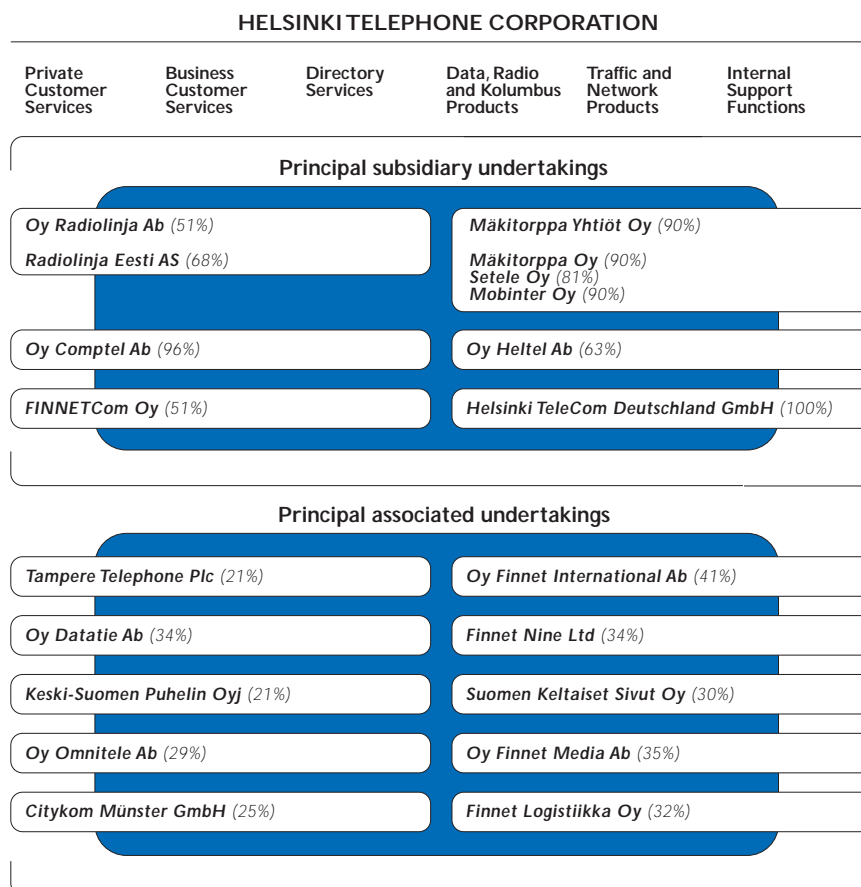 HELSINKI TELEPHONE CORPORATION
Private
Customer
Services
Business
Customer
Services
Directory
Services
Data, Radio
and Kolumbus
Products
Traffic and
Network
Products
Internal
Support
Functions
Principal subsidiary undertakings
Oy Radiolinja Ab (51%)
Radiolinja Eesti AS (68%)
Mäkitorppa Yhtiöt Oy (90%)
Mäkitorppa Oy (90%)
Setele Oy (81%)
Mobinter Oy (90%)
Oy Comptel Ab (96%)
Oy Heltel Ab (63%)
FINNETCom Oy (51%)
Helsinki TeleCom Deutschland GmbH (100%)
Principal associated undertakings
Tampere Telephone Plc (21%)
Oy Finnet International Ab (41%)
Oy Datatie Ab (34%)
Finnet Nine Ltd (34%)
Keski-Suomen Puhelin Oyj (21%)
Suomen Keltaiset Sivut Oy (30%)
Oy Omnitele Ab (29%)
Oy Finnet Media Ab (35%)
Citykom Münster GmbH (25%)
Finnet Logistiikka Oy (32%)